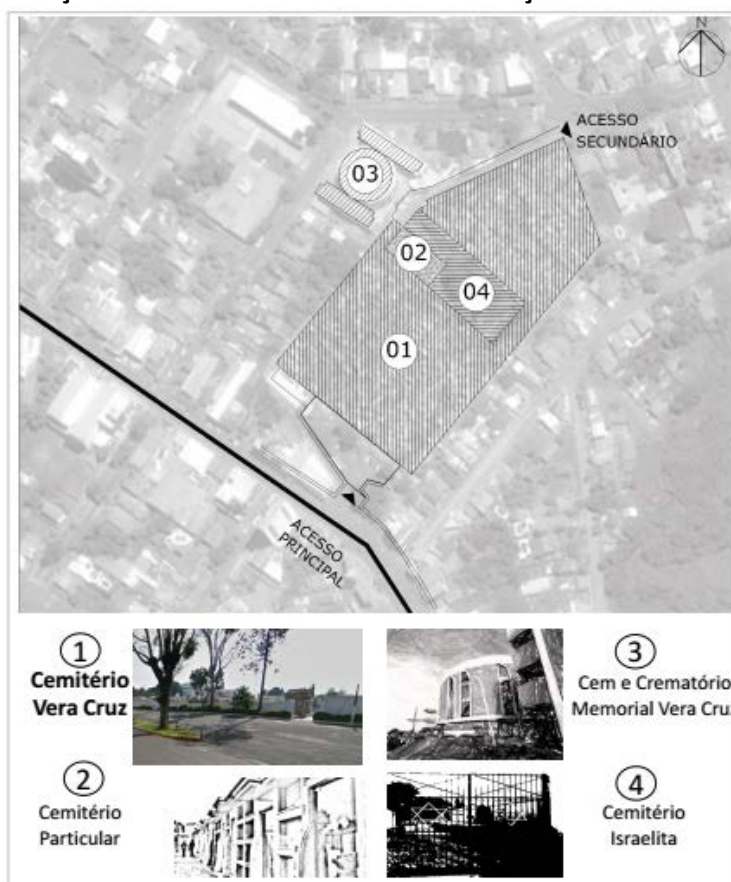 N
ACESSO
SECUNDÁRIO
03
02
04
01
ACESSO
PRINCIPAL
1
Cemitério
Vera Cruz
3
Cem e Crematório
Memorial Vera Cruz
2
Cemitério
Particular
4
Cemitério
Israelita